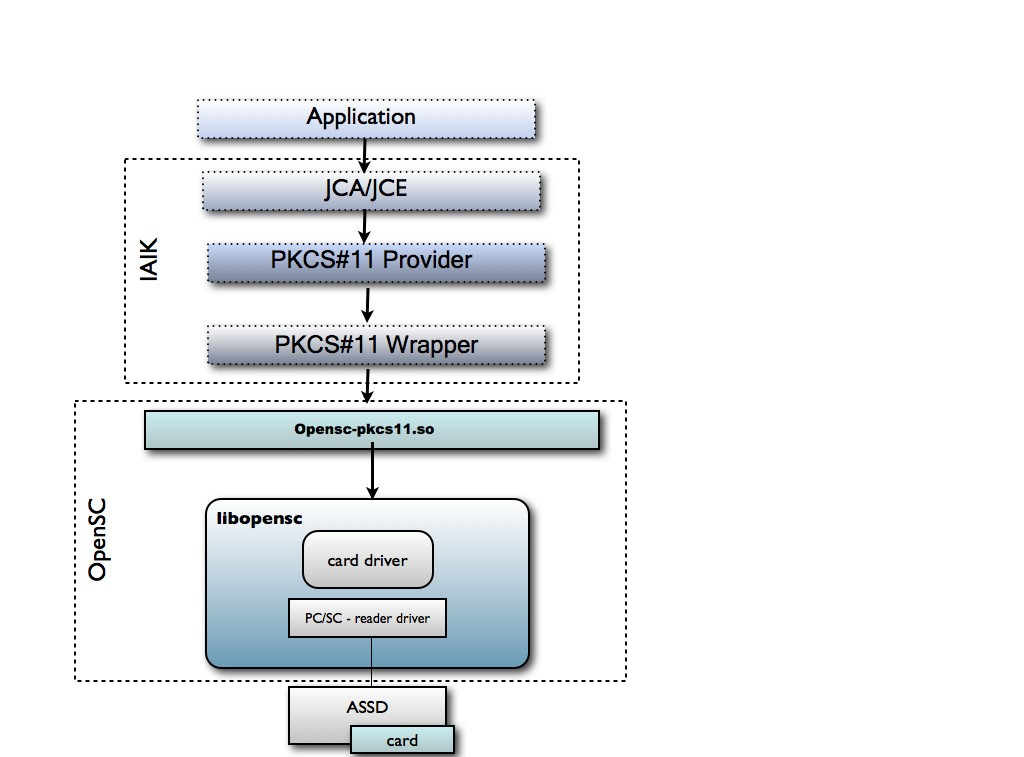 Application
JCA/JCE
IAIK
PKCS#11 Provider
PKCS#11 Wrapper
Opensc-pkcs11.so
OpenSC
libopensc
card driver
PC/SC - reader driver
ASSD
card